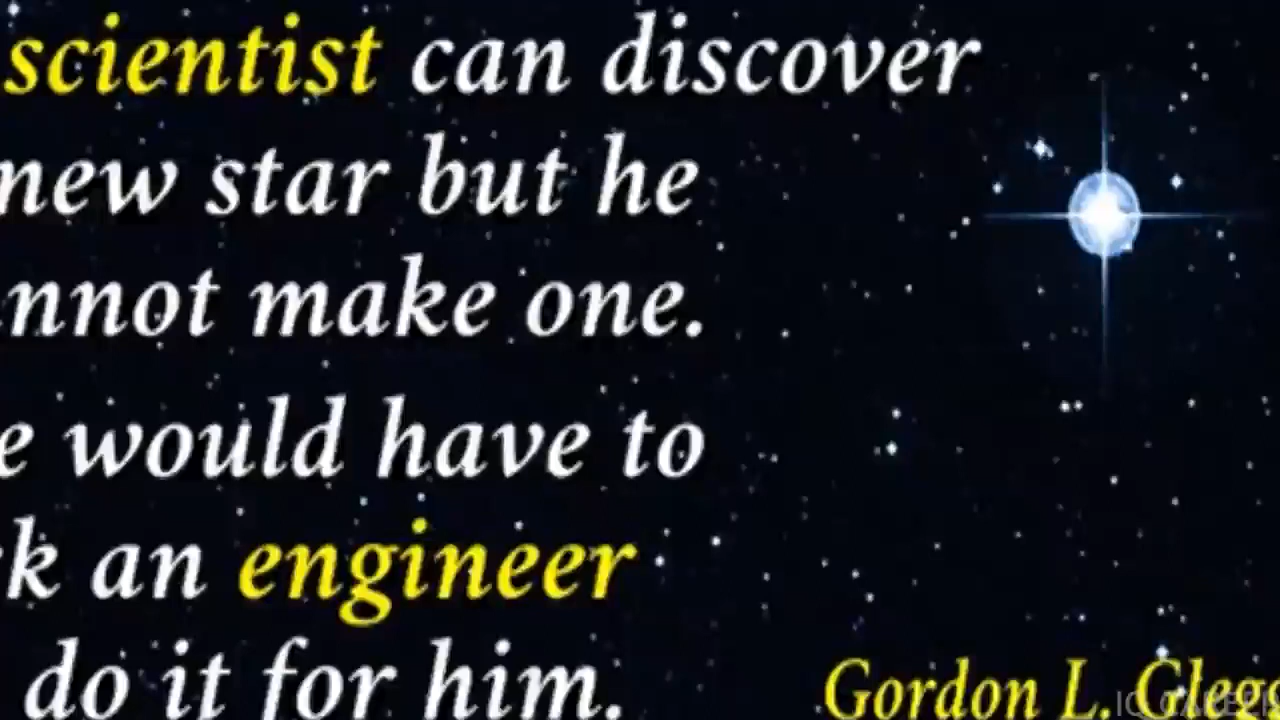 scientist can discover
new star but he
nnot make one.
e would have to
k an engineer
do it for him.
Gordon L. Glegg